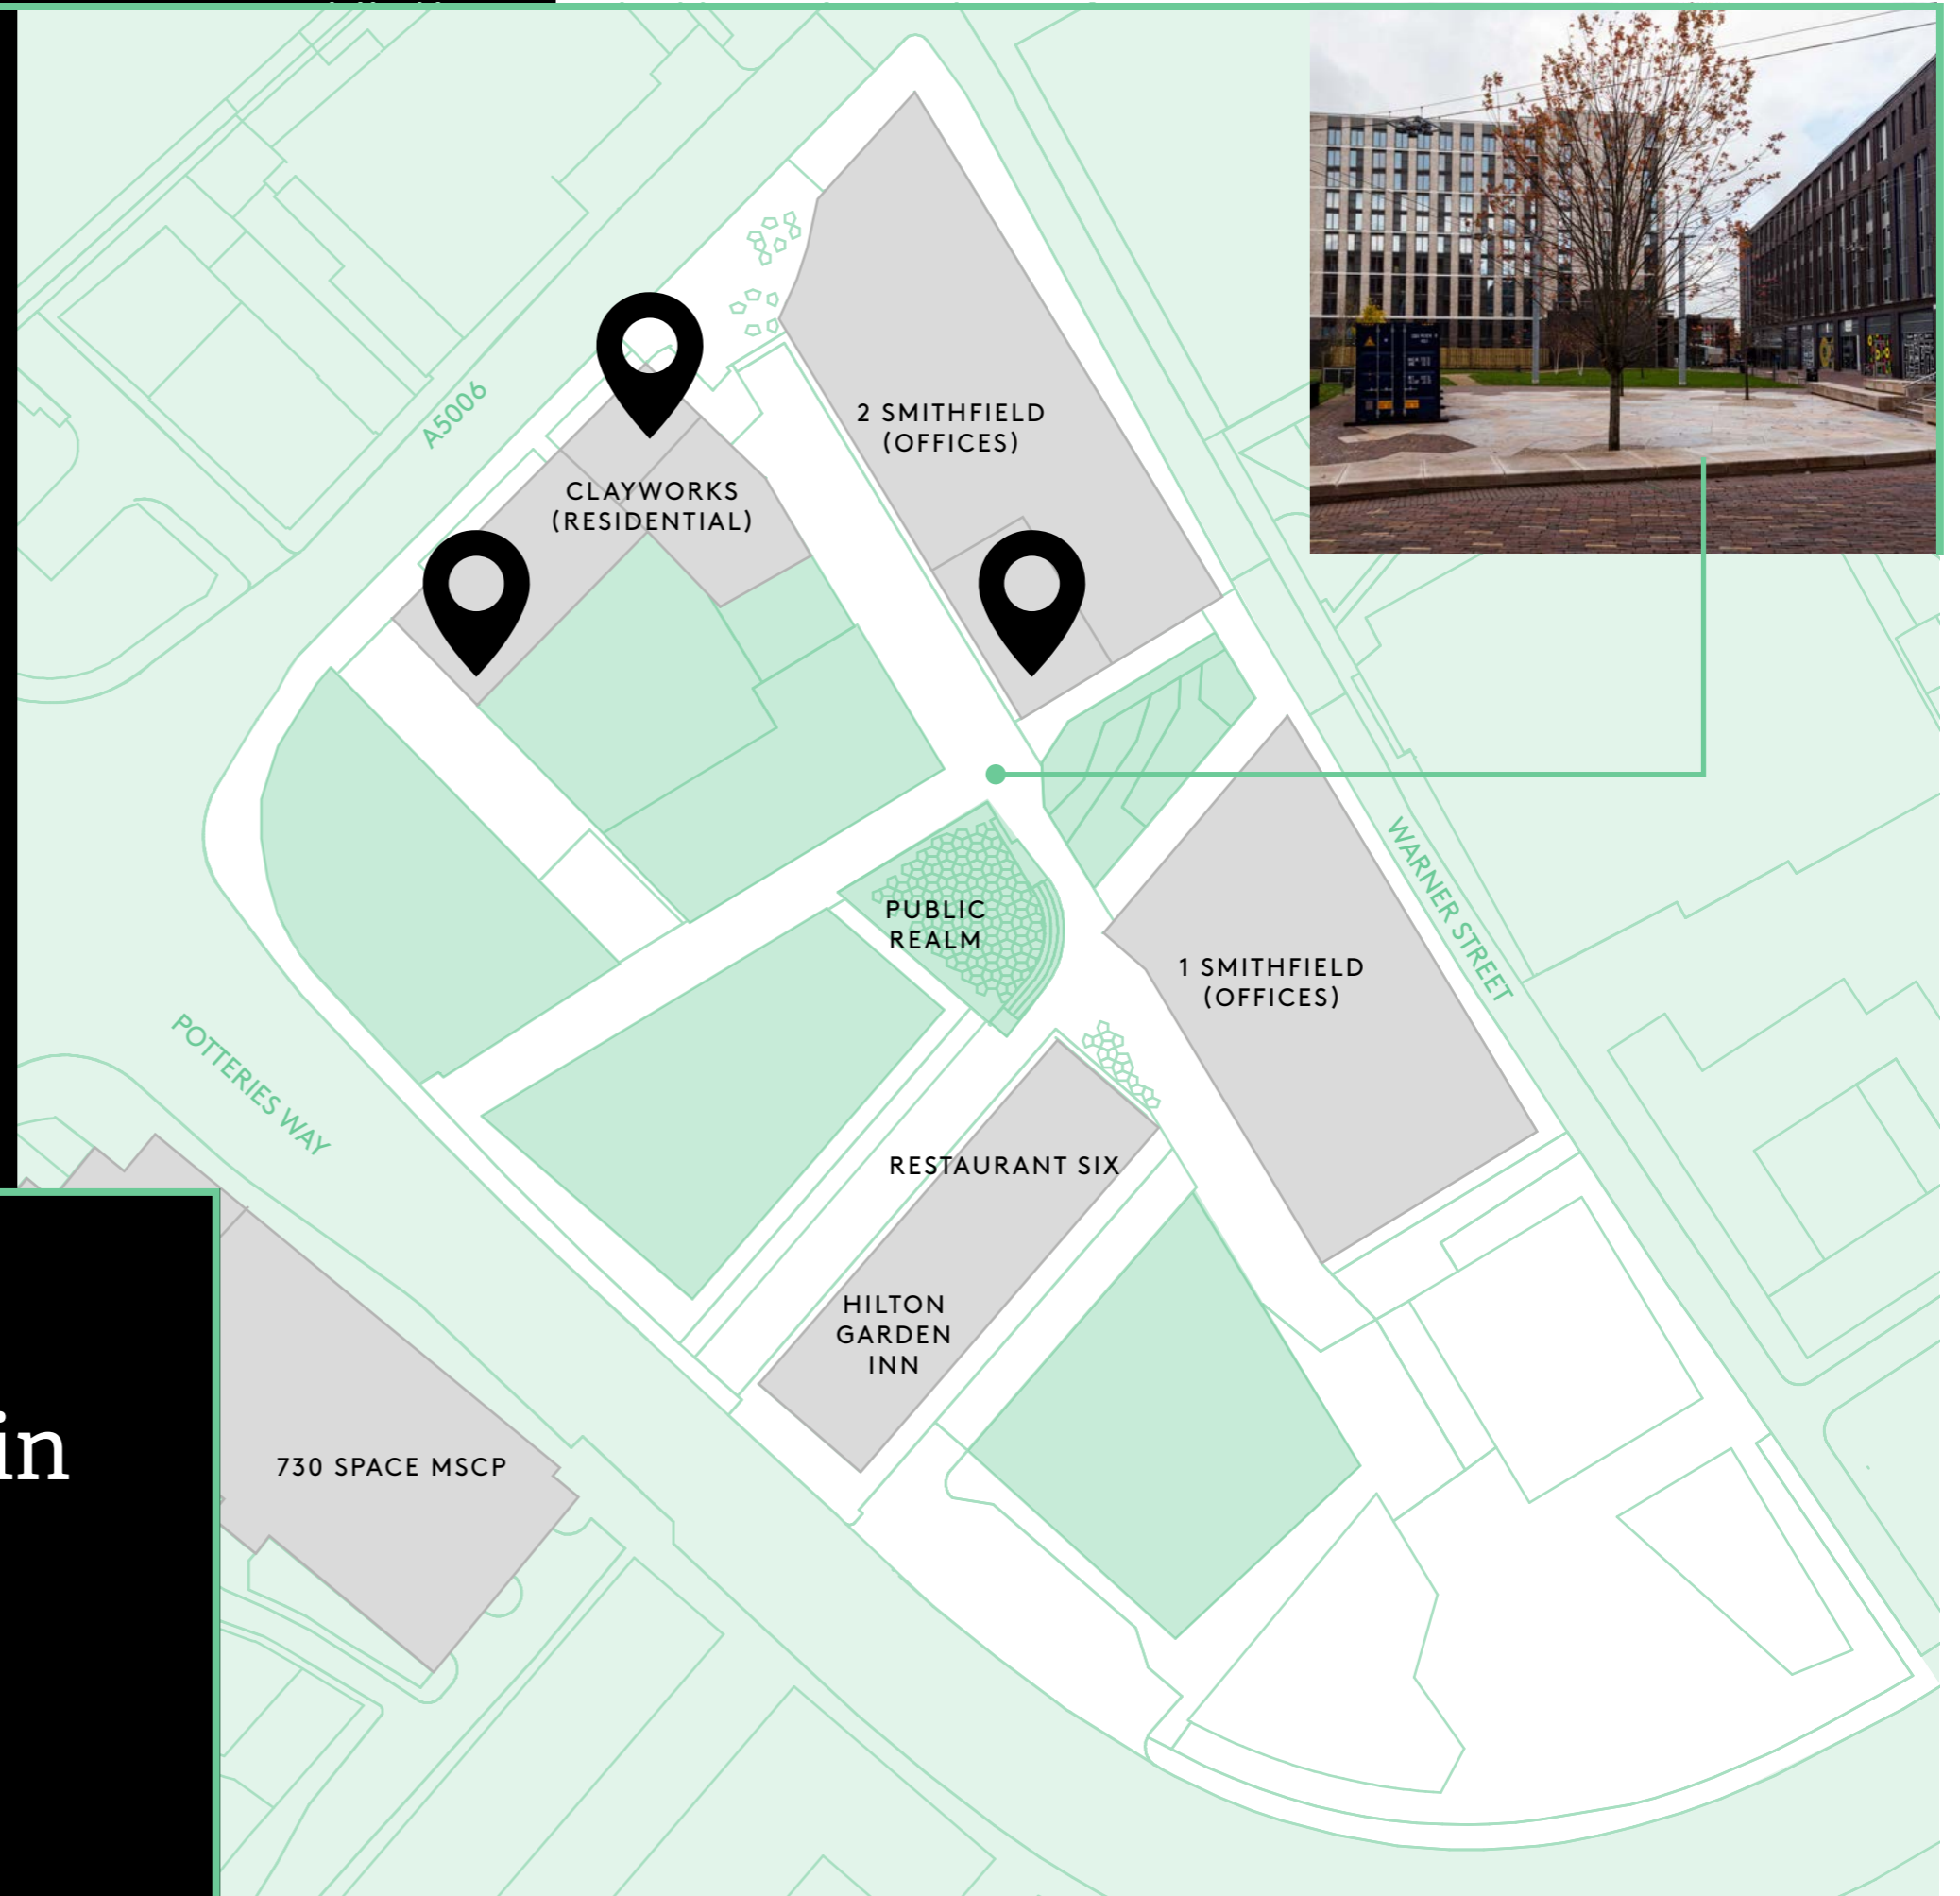 A5006
2 SMITHFIELD
(OFFICES)
CLAYWORKS
(RESIDENTIAL)
PUBLIC
REALM
WARNER STREET
1 SMITHFIELD
(OFFICES)
POTTERIES WAY
RESTAURANT SIX
HILTON
GARDEN
INN
in
730 SPACE MSCP